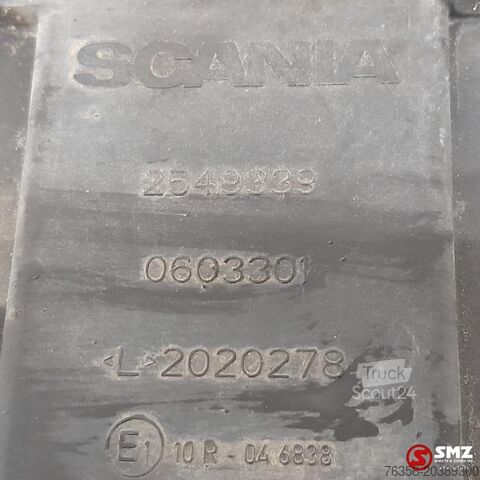 SCANIA
2549339
0603301
<L>2020278
E1 10 R - 04 6838
Truck
Scout24
SMZ
76356-20389300